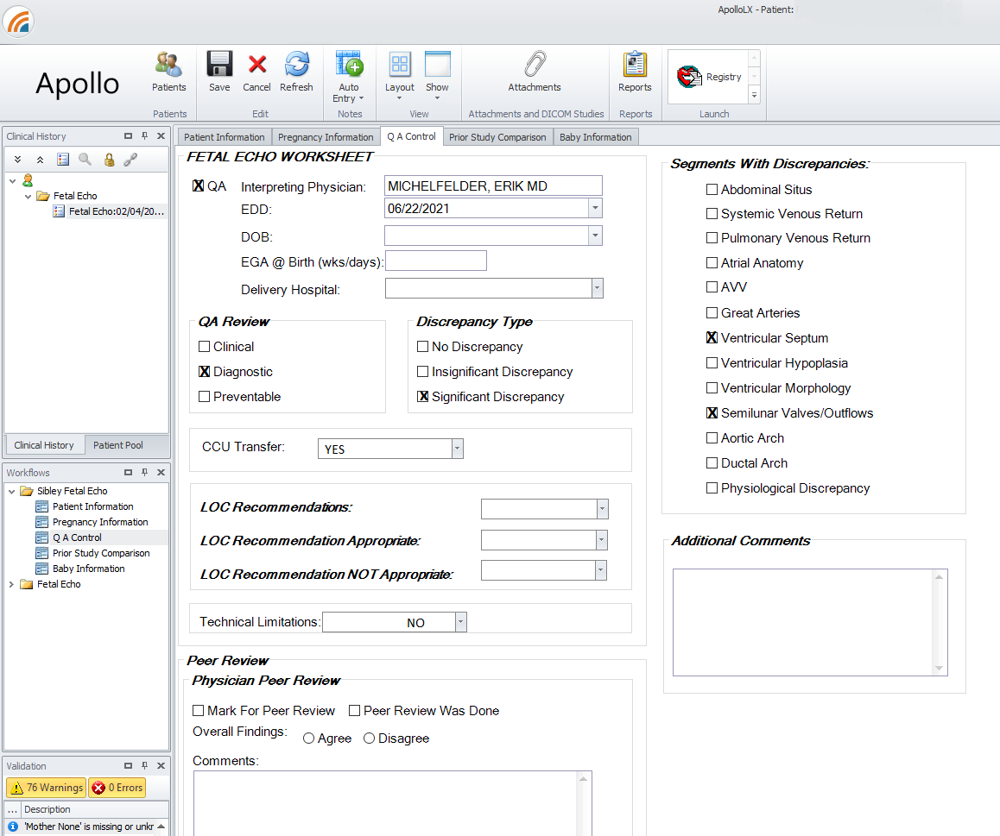 ApolloLX - Patient:
Apollo
Patients
Save
Cancel
Refresh
Auto
Entry
Layout
Show
Attachments
Reports
Registry
Patients
Edit
Notes
View
Attachments and DICOM Studies
Reports
Launch
Clinical History
Fetal Echo
Fetal Echo:02/04/20...
Clinical History
Patient Pool
Workflows
Sibley Fetal Echo
Patient Information
Pregnancy Information
Q A Control
Prior Study Comparison
Baby Information
Fetal Echo
Validation
76 Warnings
0 Errors
... Description
'Mother None' is missing or unkr
Patient Information
Pregnancy Information
Q A Control
Prior Study Comparison
Baby Information
FETAL ECHO WORKSHEET
X QA
Interpreting Physician: MICHELFELDER, ERIK MD
EDD: 06/22/2021
DOB:
EGA @ Birth (wks/days):
Delivery Hospital:
QA Review
Clinical
X Diagnostic
Preventable
Discrepancy Type
No Discrepancy
Insignificant Discrepancy
X Significant Discrepancy
CCU Transfer: YES
LOC Recommendations:
LOC Recommendation Appropriate:
LOC Recommendation NOT Appropriate:
Technical Limitations: NO
Peer Review
Physician Peer Review
Mark For Peer Review
Peer Review Was Done
Overall Findings:
Agree
Disagree
Comments:
Segments With Discrepancies:
Abdominal Situs
Systemic Venous Return
Pulmonary Venous Return
Atrial Anatomy
AVV
Great Arteries
X Ventricular Septum
Ventricular Hypoplasia
Ventricular Morphology
X Semilunar Valves/Outflows
Aortic Arch
Ductal Arch
Physiological Discrepancy
Additional Comments